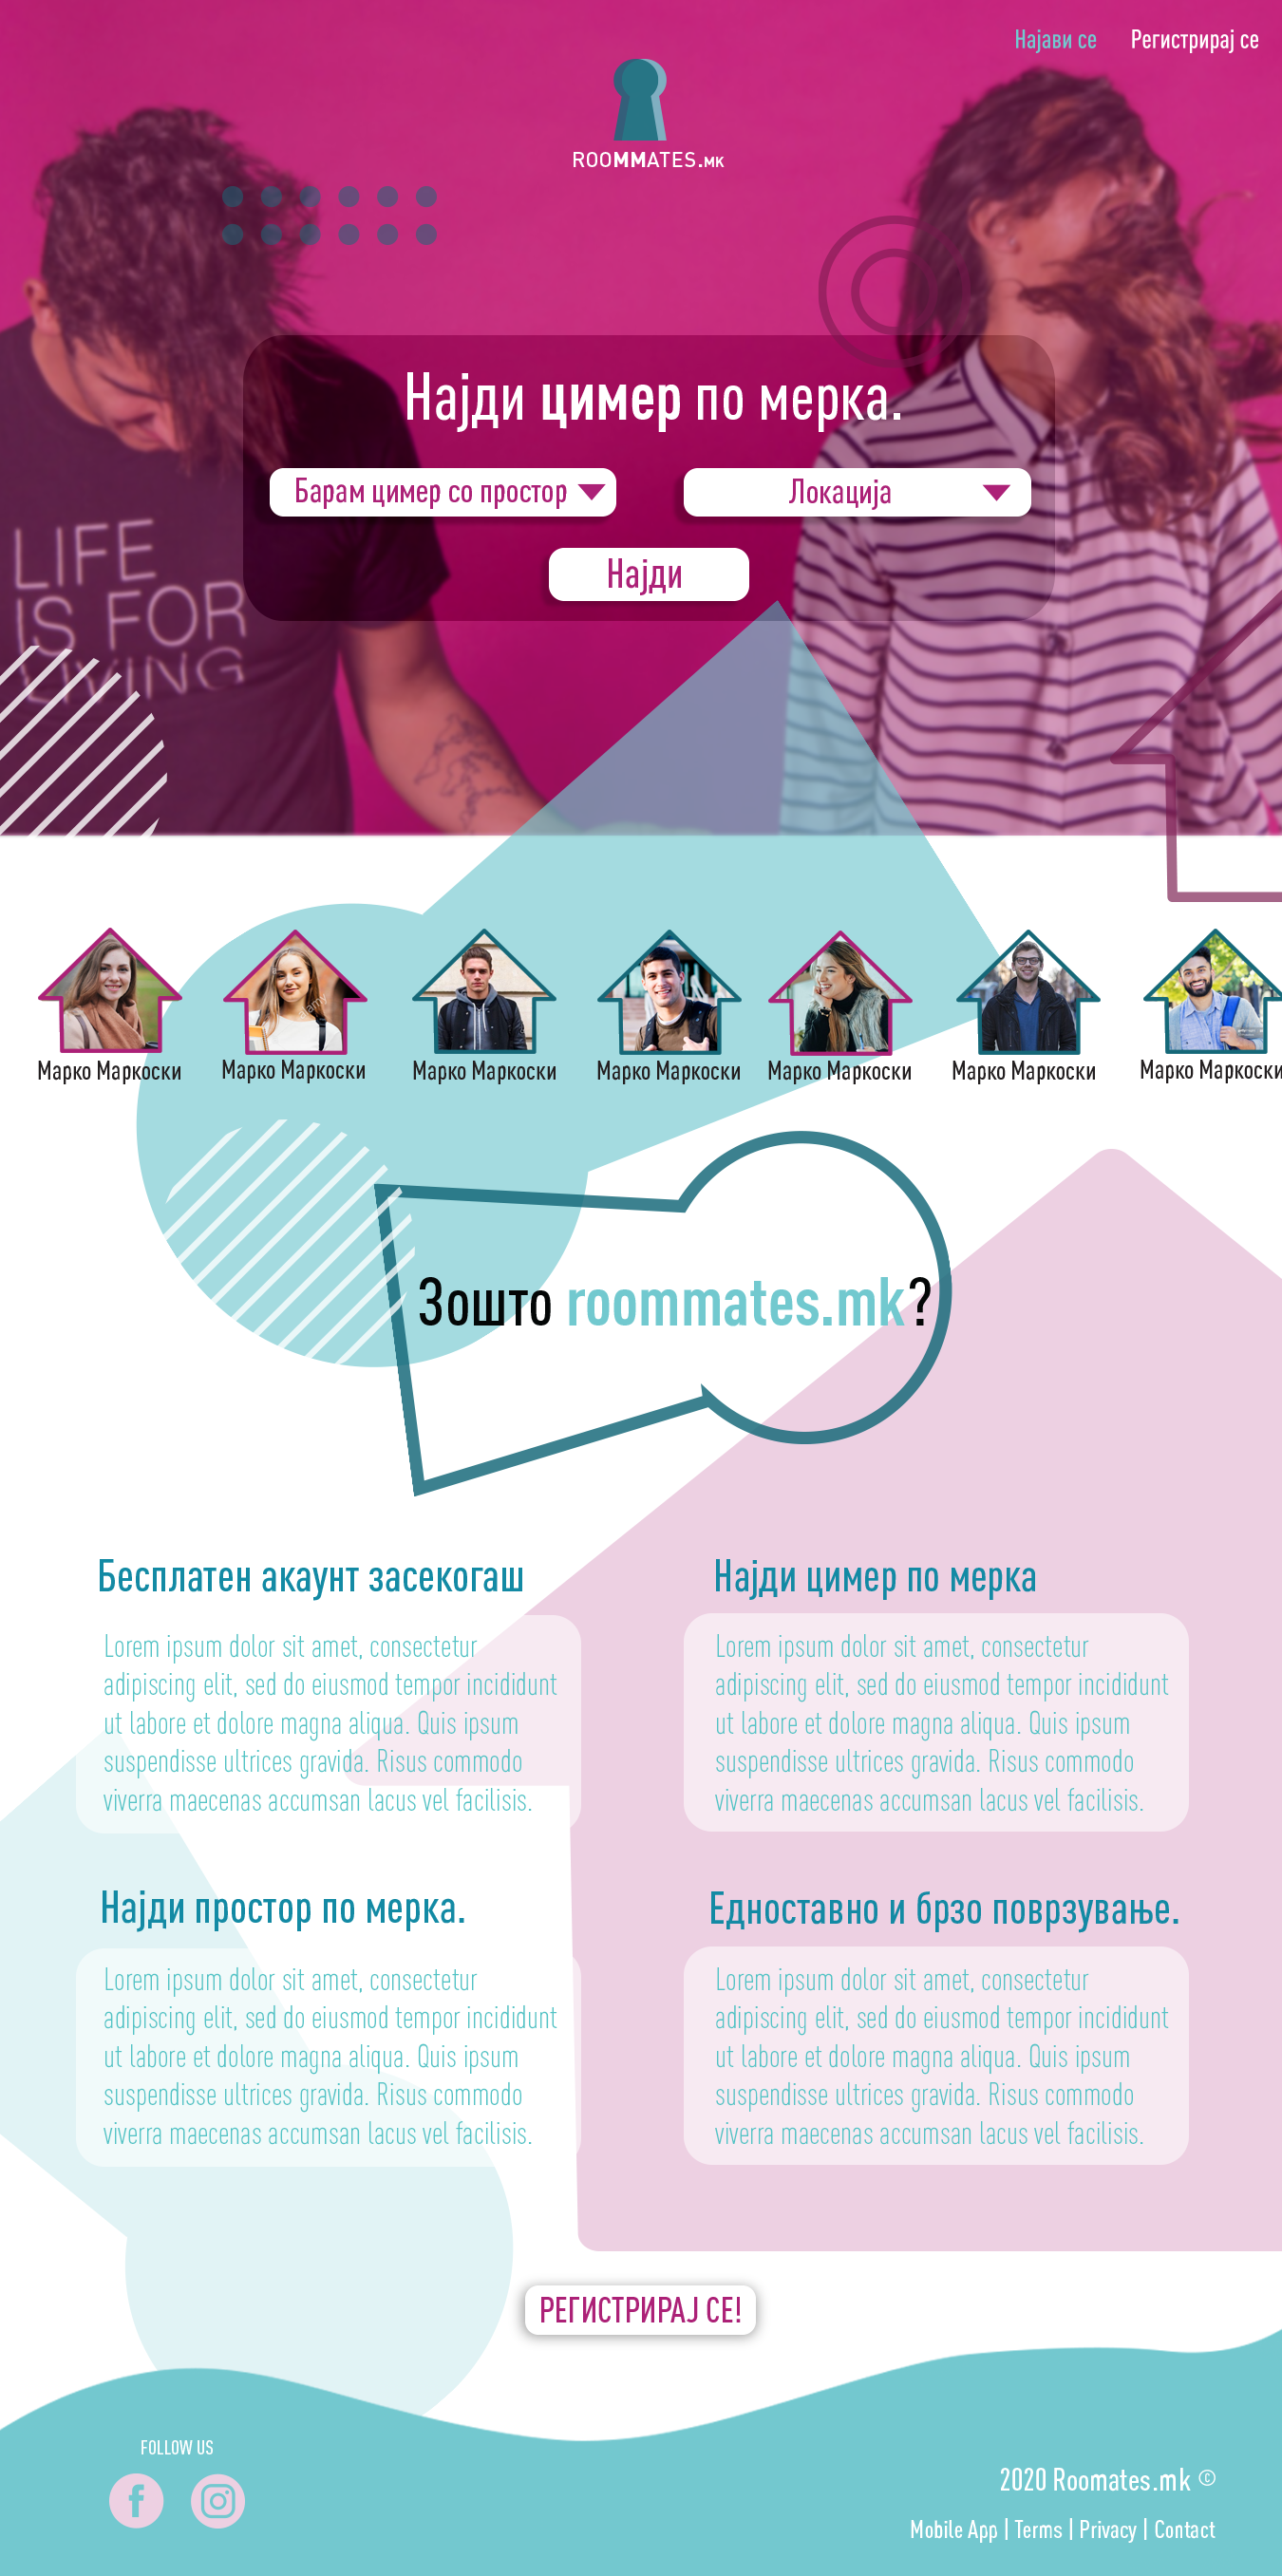 Најави се Регистрирај се
ROOMMATES.MK
Најди цимер по мерка.
Барам цимер со простор
Локација
Најди
LIFE
IS FOR
LIVING
Марко Маркоски Марко Маркоски Марко Маркоски Марко Маркоски Марко Маркоски Марко Маркоски Марко Маркоски
Зошто roommates.mk?
Бесплатен акаунт засекогаш
Lorem ipsum dolor sit amet, consectetur
adipiscing elit, sed do eiusmod tempor incididunt
ut labore et dolore magna aliqua. Quis ipsum
suspendisse ultrices gravida. Risus commodo
viverra maecenas accumsan lacus vel facilisis.
Најди цимер по мерка
Lorem ipsum dolor sit amet, consectetur
adipiscing elit, sed do eiusmod tempor incididunt
ut labore et dolore magna aliqua. Quis ipsum
suspendisse ultrices gravida. Risus commodo
viverra maecenas accumsan lacus vel facilisis.
Најди простор по мерка.
Lorem ipsum dolor sit amet, consectetur
adipiscing elit, sed do eiusmod tempor incididunt
ut labore et dolore magna aliqua. Quis ipsum
suspendisse ultrices gravida. Risus commodo
viverra maecenas accumsan lacus vel facilisis.
Едноставно и брзо поврзување.
Lorem ipsum dolor sit amet, consectetur
adipiscing elit, sed do eiusmod tempor incididunt
ut labore et dolore magna aliqua. Quis ipsum
suspendisse ultrices gravida. Risus commodo
viverra maecenas accumsan lacus vel facilisis.
РЕГИСТРИРАЈ СЕ!
FOLLOW US
2020 Roomates.mk ©
Mobile App | Terms | Privacy | Contact